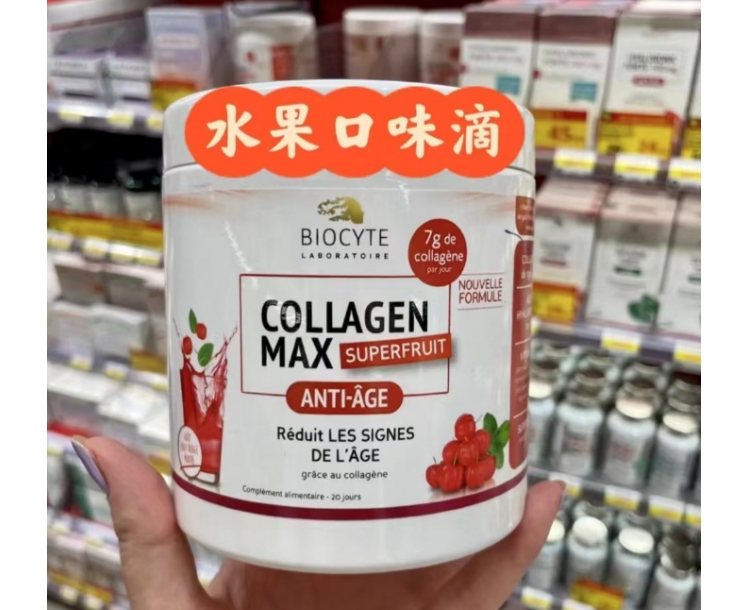 水果口味滴
BIOCYTE
LABORATOIRE
7g de
collagène
par jour
NOUVELLE
FORMULE
COLLAGEN
MAX SUPERFRUIT
ANTI-ÂGE
Réduit LES SIGNES
DE L'ÂGE
grâce au collagène
Complément alimentaire - 20 jours